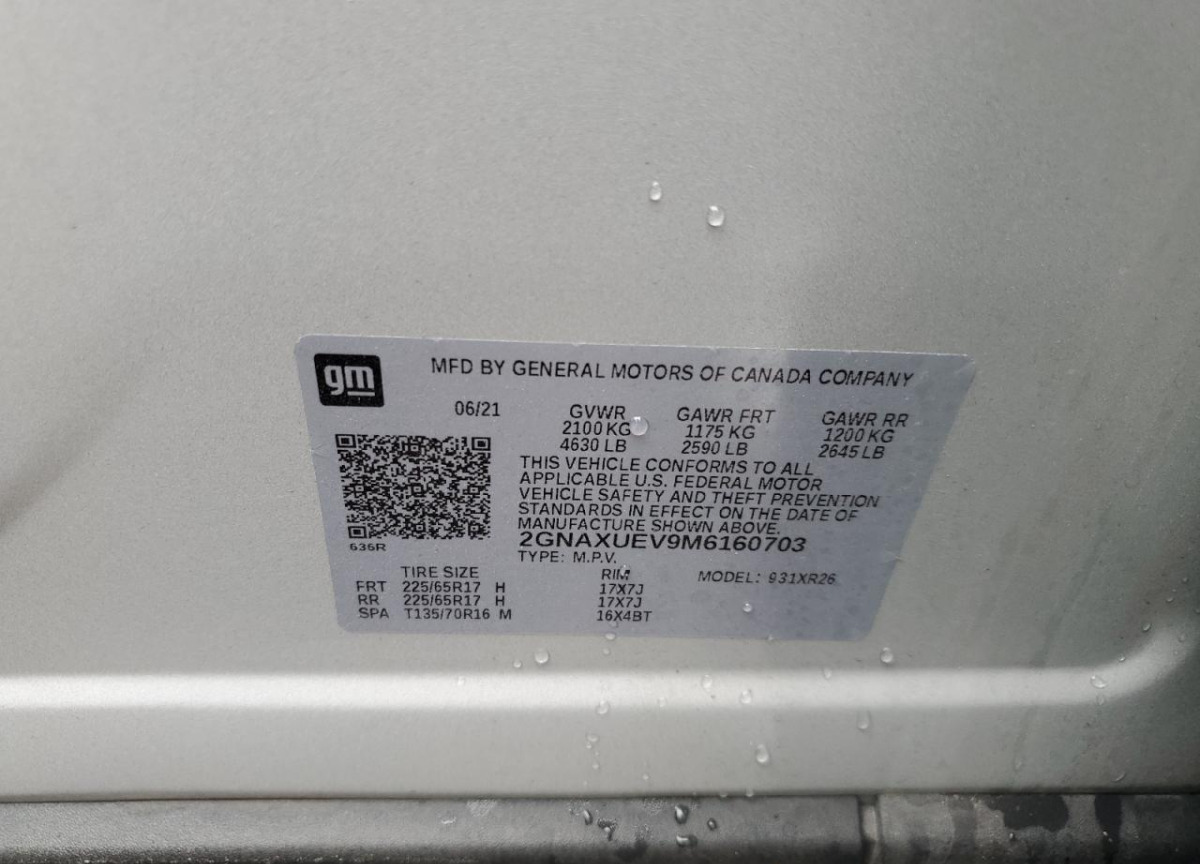 gm
MFD BY GENERAL MOTORS OF CANADA COMPANY
06/21 GVWR GAWR FRT GAWR RR
2100 KG 1175 KG 1200 KG
4630 LB 2590 LB 2645 LB
THIS VEHICLE CONFORMS TO ALL
APPLICABLE U.S. FEDERAL MOTOR
VEHICLE SAFETY AND THEFT PREVENTION
STANDARDS IN EFFECT ON THE DATE OF
MANUFACTURE SHOWN ABOVE.
636R
2GNAXUEV9M6160703
TYPE: M.P.V.
TIRE SIZE RIM MODEL: 931XR26
FRT 225/65R17 H 17X7J
RR 225/65R17 H 17X7J
SPA T135/70R16 M 16X4BT